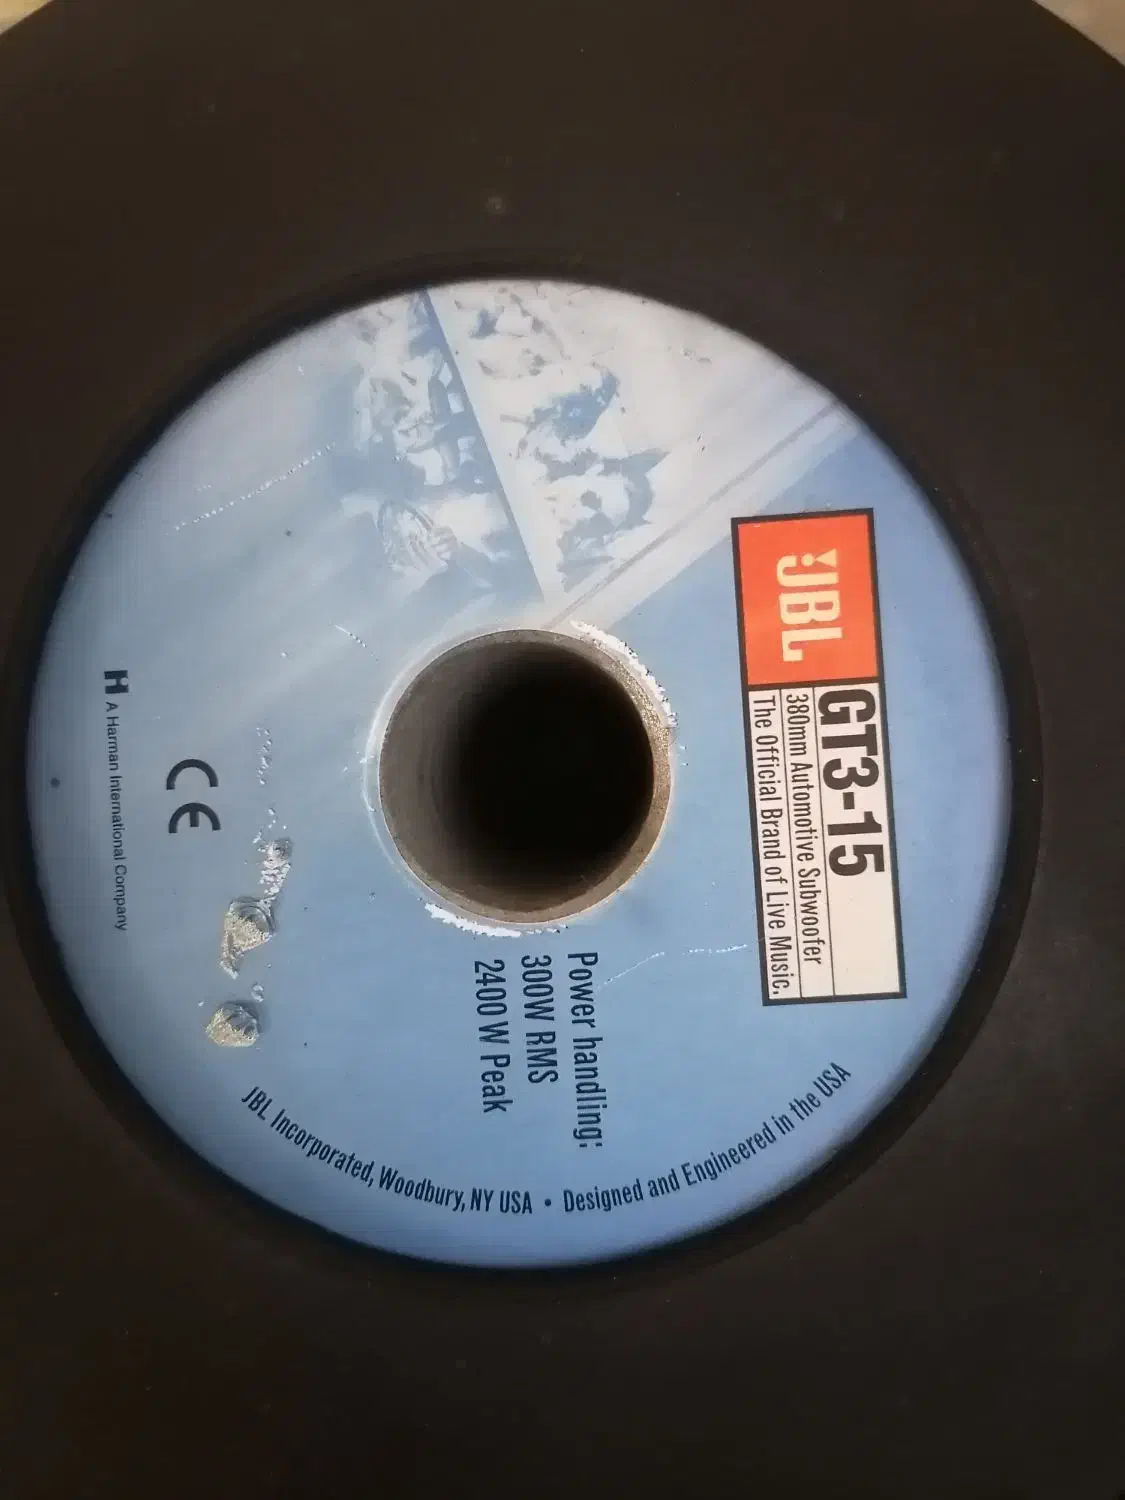 JBL
GT3-15
380mm Automotive Subwoofer
The Official Brand of Live Music.
Power handling:
300W RMS
2400W Peak
CE
H A Harman International Company
JBL Incorporated, Woodbury, NY USA • Designed and Engineered in the USA